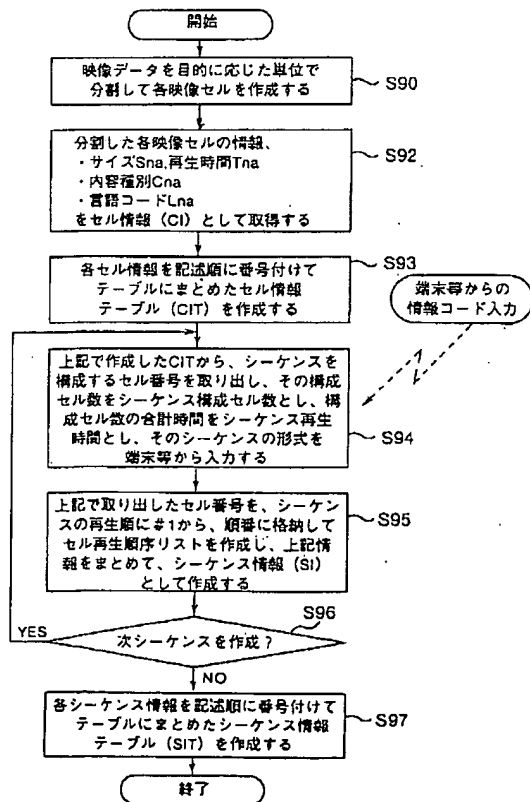 開始
映像データを目的に応じた単位で
分割して各映像セルを作成する
S90
分割した各映像セルの情報、
・サイズSna,再生時間Tna
・内容種別Cna
・言語コードLna
をセル情報（CI）として取得する
S92
各セル情報を記述順に番号付けて
テーブルにまとめたセル情報
テーブル（CIT）を作成する
S93
端末等からの
情報コード入力
上記で作成したCITから、シーケンスを
構成するセル番号を取り出し、その構成
セル数をシーケンス構成セル数とし、構
成セル数の合計時間をシーケンス再生
時間とし、そのシーケンスの形式を
端末等から入力する
S94
上記で取り出したセル番号を、シーケン
スの再生順に#1から、順番に格納して
セル再生順序リストを作成し、上記情
報をまとめて、シーケンス情報（SI）
として作成する
S95
S96
YES
次シーケンスを作成？
NO
各シーケンス情報を記述順に番号付けて
テーブルにまとめたシーケンス情報
テーブル（SIT）を作成する
S97
終了